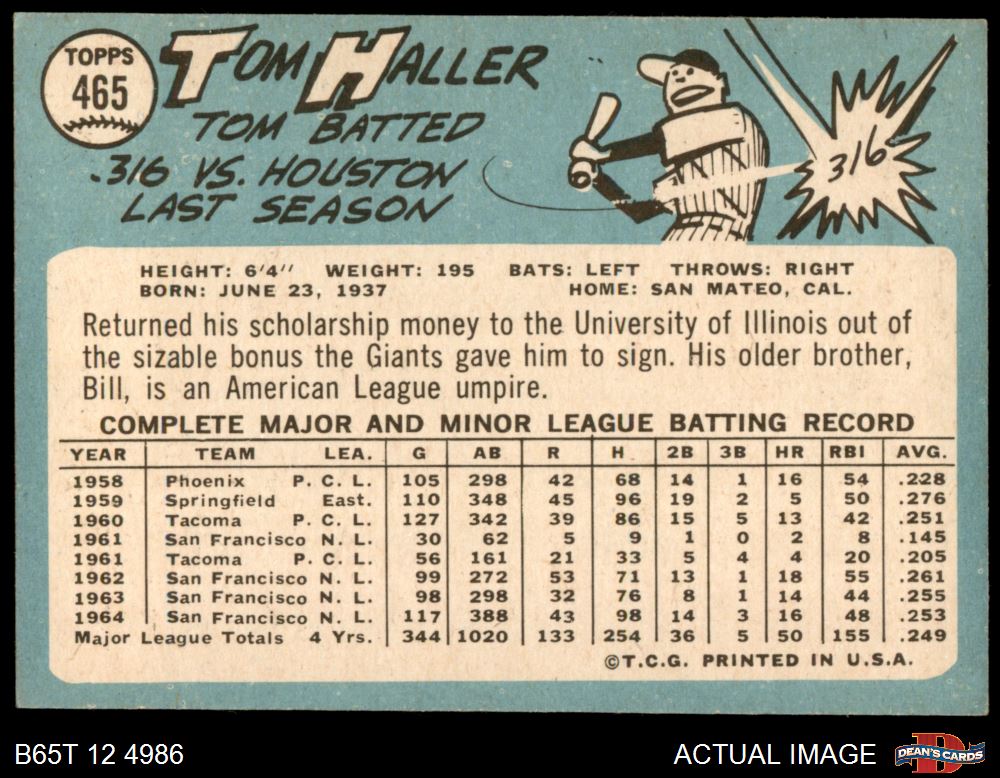 TOPPS
465
TOM HALLER
TOM BATTED
.316 VS. HOUSTON
LAST SEASON
316
HEIGHT: 6'4" WEIGHT: 195 BATS: LEFT THROWS: RIGHT
BORN: JUNE 23, 1937 HOME: SAN MATEO, CAL.
Returned his scholarship money to the University of Illinois out of
the sizable bonus the Giants gave him to sign. His older brother,
Bill, is an American League umpire.
COMPLETE MAJOR AND MINOR LEAGUE BATTING RECORD
YEAR TEAM LEA. G AB R H 2B 3B HR RBI AVG.
1958 Phoenix P. C. L. 105 298 42 68 14 1 16 54 .228
1959 Springfield East. 110 348 45 96 19 2 5 50 .276
1960 Tacoma P. C. L. 127 342 39 86 15 5 13 42 .251
1961 San Francisco N. L. 30 62 5 9 1 0 2 8 .145
1961 Tacoma P. C. L. 56 161 21 33 5 4 4 20 .205
1962 San Francisco N. L. 99 272 53 71 13 1 18 55 .261
1963 San Francisco N. L. 98 298 32 76 8 1 14 44 .255
1964 San Francisco N. L. 117 388 43 98 14 3 16 48 .253
Major League Totals 4 Yrs. 344 1020 133 254 36 5 50 155 .249
©T.C.G. PRINTED IN U.S.A.
B65T 12 4986 ACTUAL IMAGE
DEAN'S CARDS